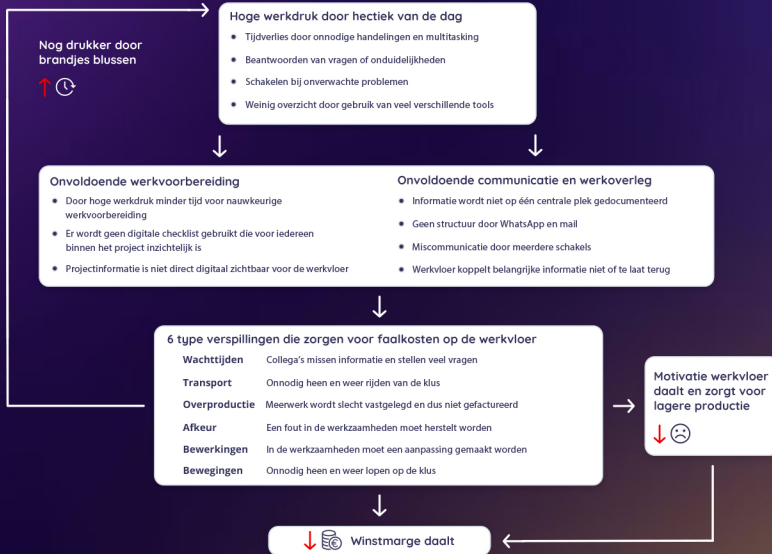 Hoge werkdruk door hectiek van de dag
Tijdverlies door onnodige handelingen en multitasking
Beantwoorden van vragen of onduidelijkheden
Schakelen bij onverwachte problemen
Weinig overzicht door gebruik van veel verschillende tools
Nog drukker door
brandjes blussen
Onvoldoende werkvoorbereiding
Door hoge werkdruk minder tijd voor nauwkeurige
werkvoorbereiding
Er wordt geen digitale checklist gebruikt die voor iedereen
binnen het project inzichtelijk is
Projectinformatie is niet direct digitaal zichtbaar voor de werkvloer
Onvoldoende communicatie en werkoverleg
Informatie wordt niet op één centrale plek gedocumenteerd
Geen structuur door WhatsApp en mail
Miscommunicatie door meerdere schakels
Werkvloer koppelt belangrijke informatie niet of te laat terug
6 type verspillingen die zorgen voor faalkosten op de werkvloer
Wachttijden Collega's missen informatie en stellen veel vragen
Transport Onnodig heen en weer rijden van de klus
Overproductie Meerwerk wordt slecht vastgelegd en dus niet gefactureerd
Afkeur Een fout in de werkzaamheden moet herstelt worden
Bewerkingen In de werkzaamheden moet een aanpassing gemaakt worden
Bewegingen Onnodig heen en weer lopen op de klus
Motivatie werkvloer
daalt en zorgt voor
lagere productie
Winstmarge daalt